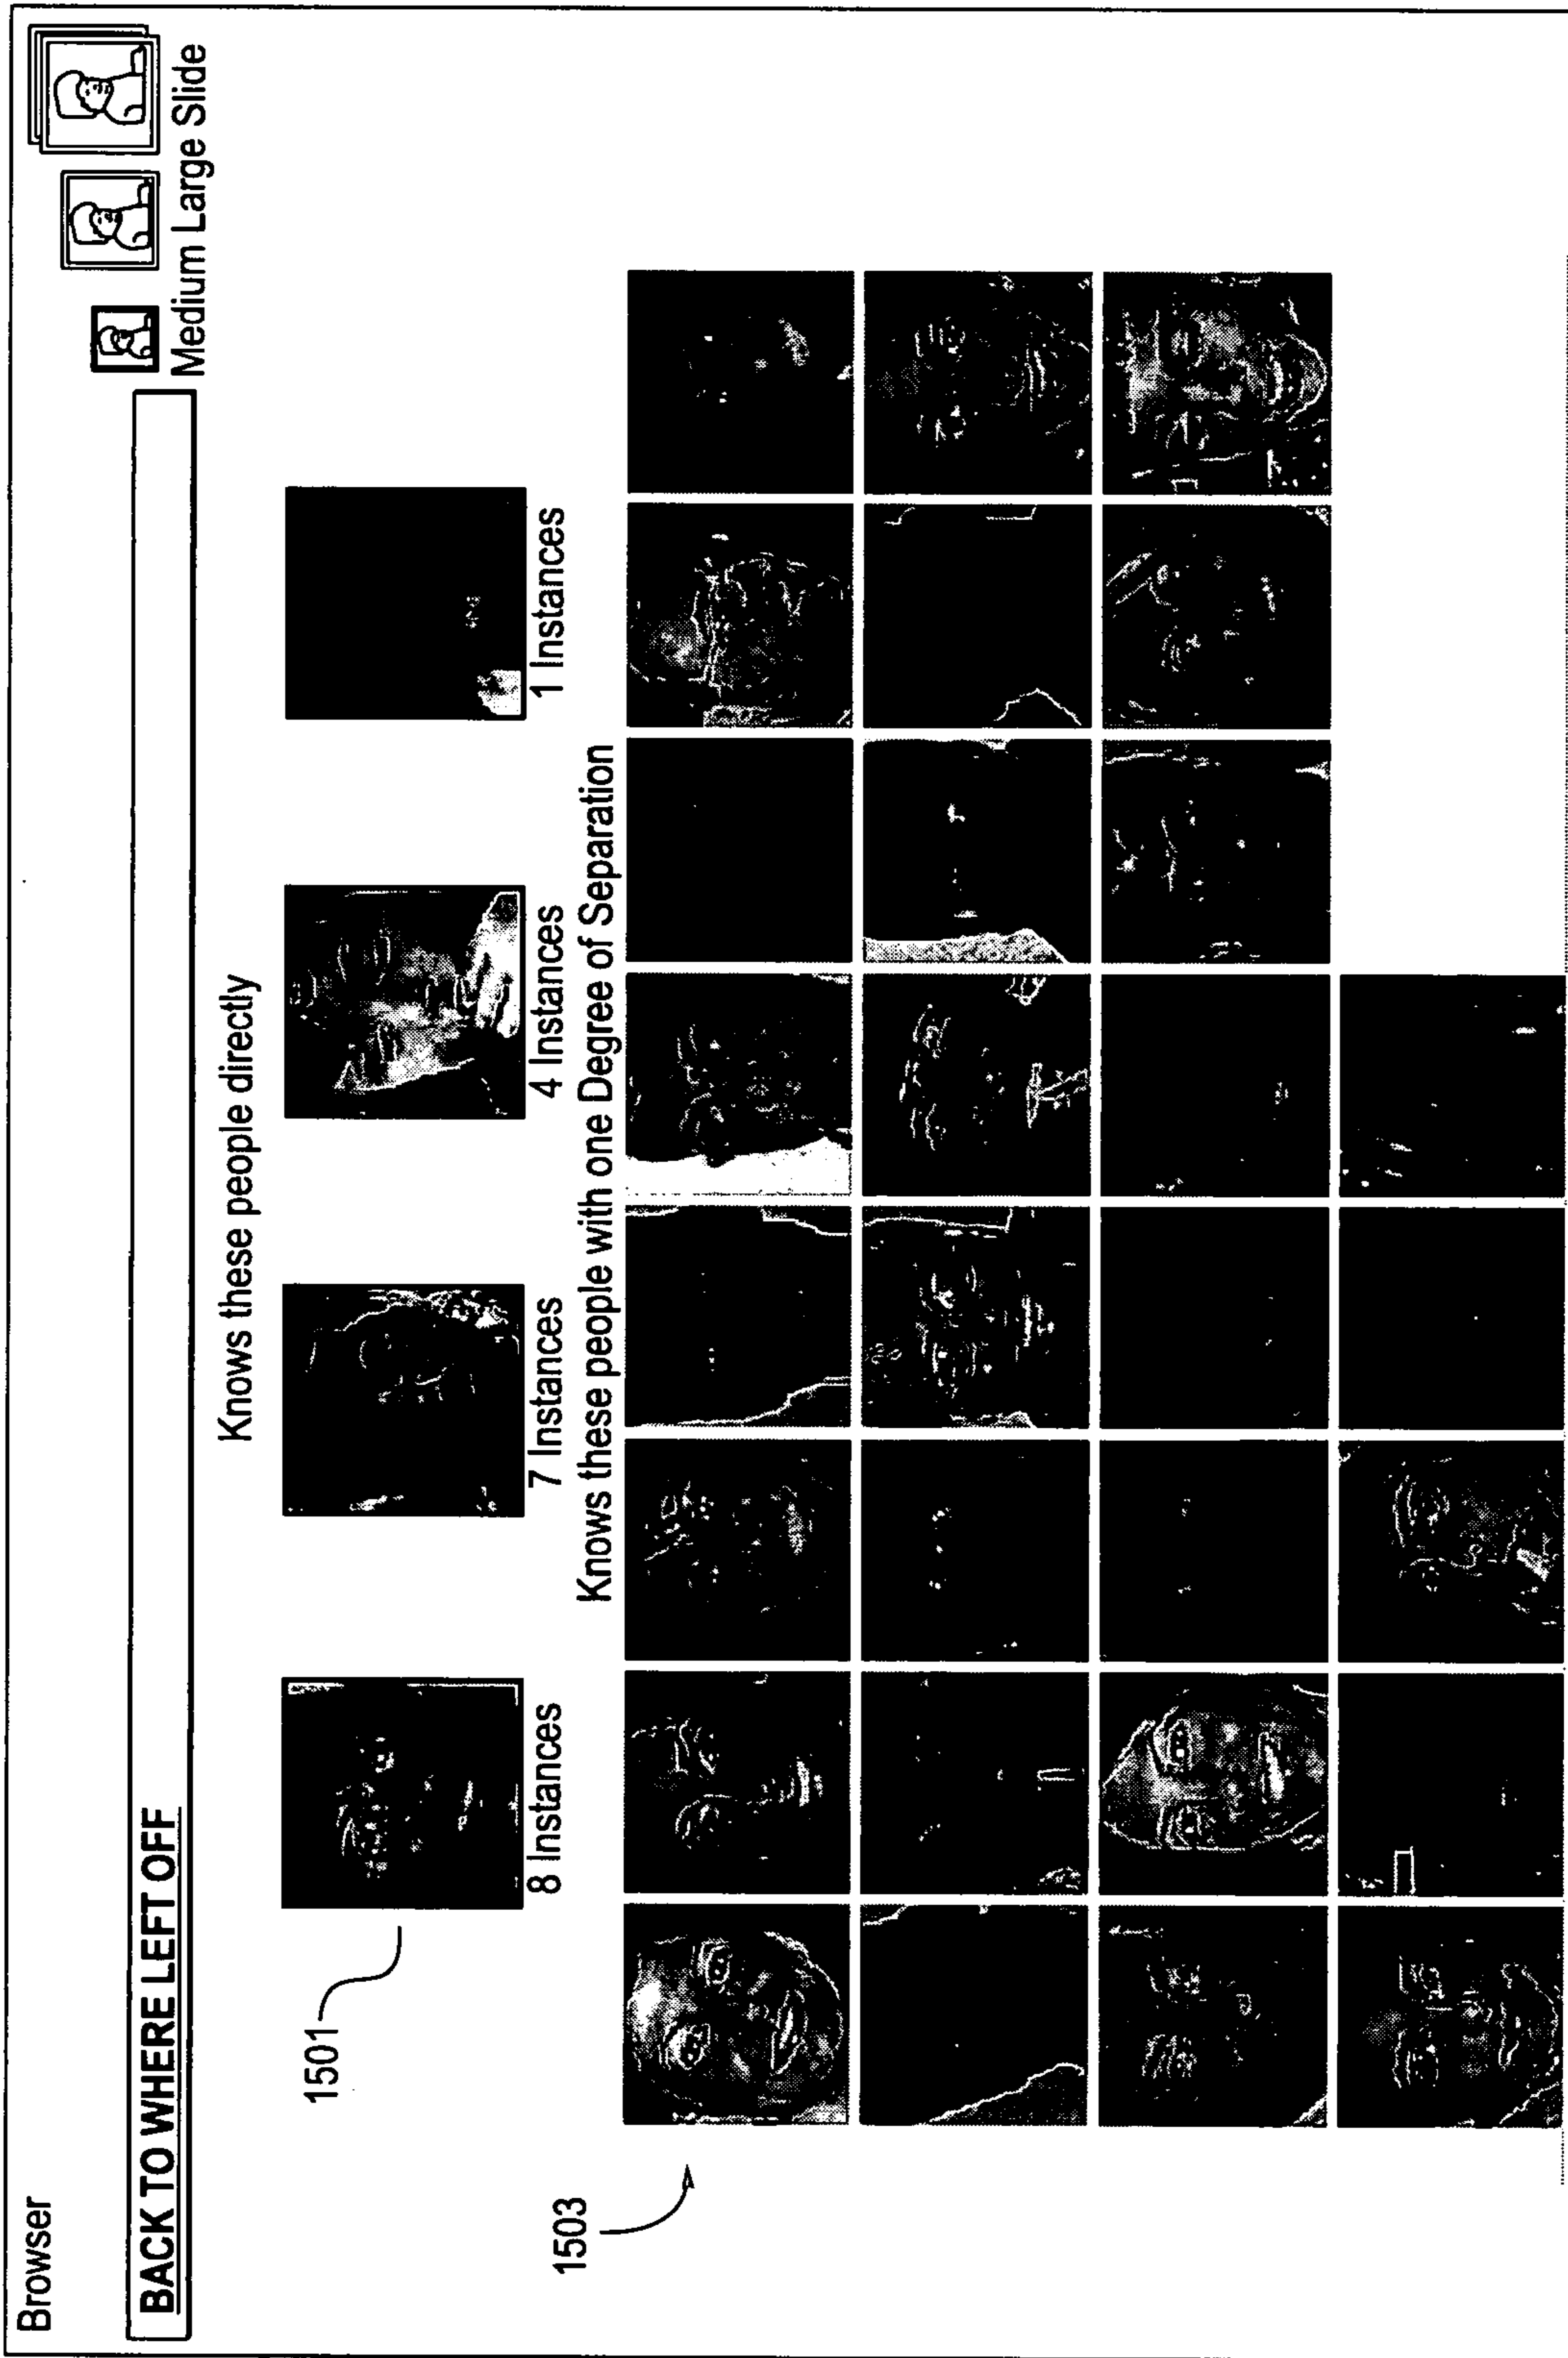 Browser
Medium Large Slide
BACK TO WHERE LEFT OFF
Knows these people directly
1501
8 Instances
7 Instances
4 Instances
1 Instances
Knows these people with one Degree of Separation
1503